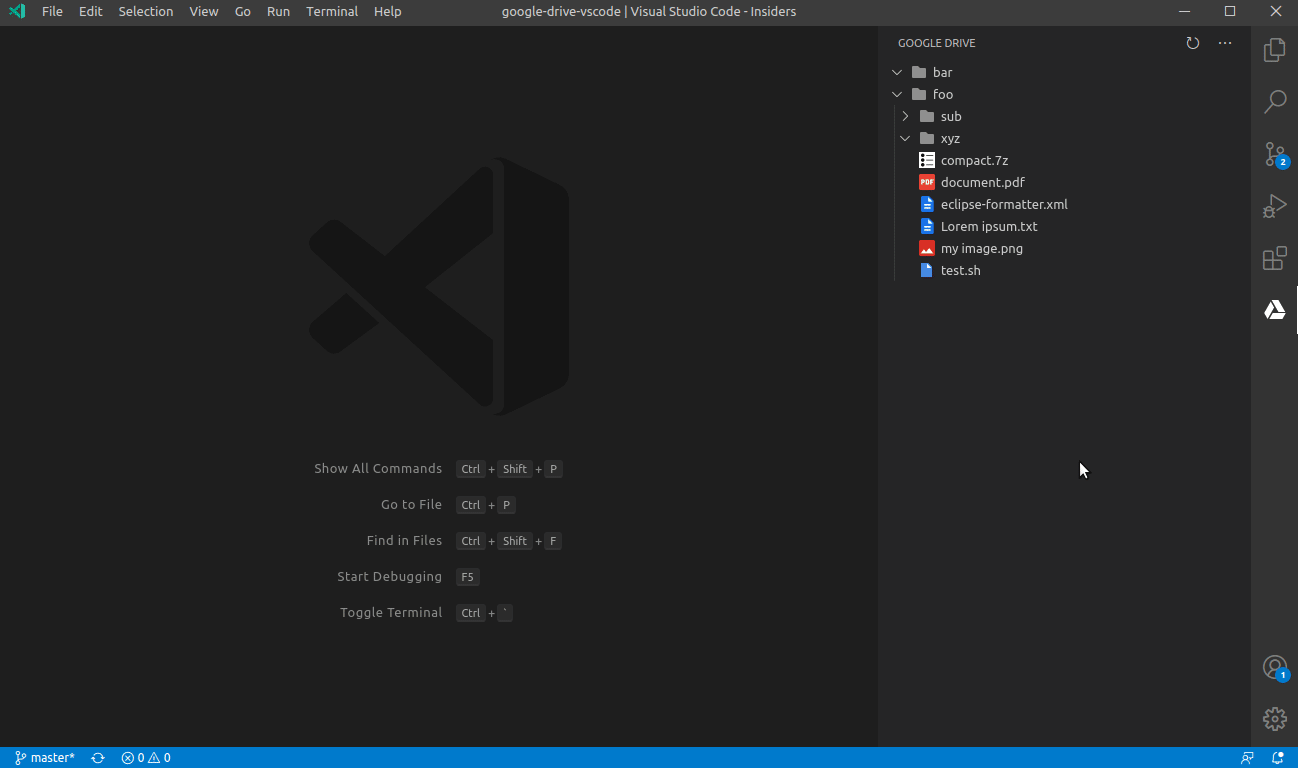 File Edit Selection View Go Run Terminal Help google-drive-vscode | Visual Studio Code - Insiders
GOOGLE DRIVE
bar
foo
sub
xyz
compact.7z
PDF document.pdf
eclipse-formatter.xml
Lorem ipsum.txt
my image.png
test.sh
2
Show All Commands Ctrl + Shift + P
Go to File Ctrl + P
Find in Files Ctrl + Shift + F
Start Debugging F5
Toggle Terminal Ctrl + `
1
master* 0 0